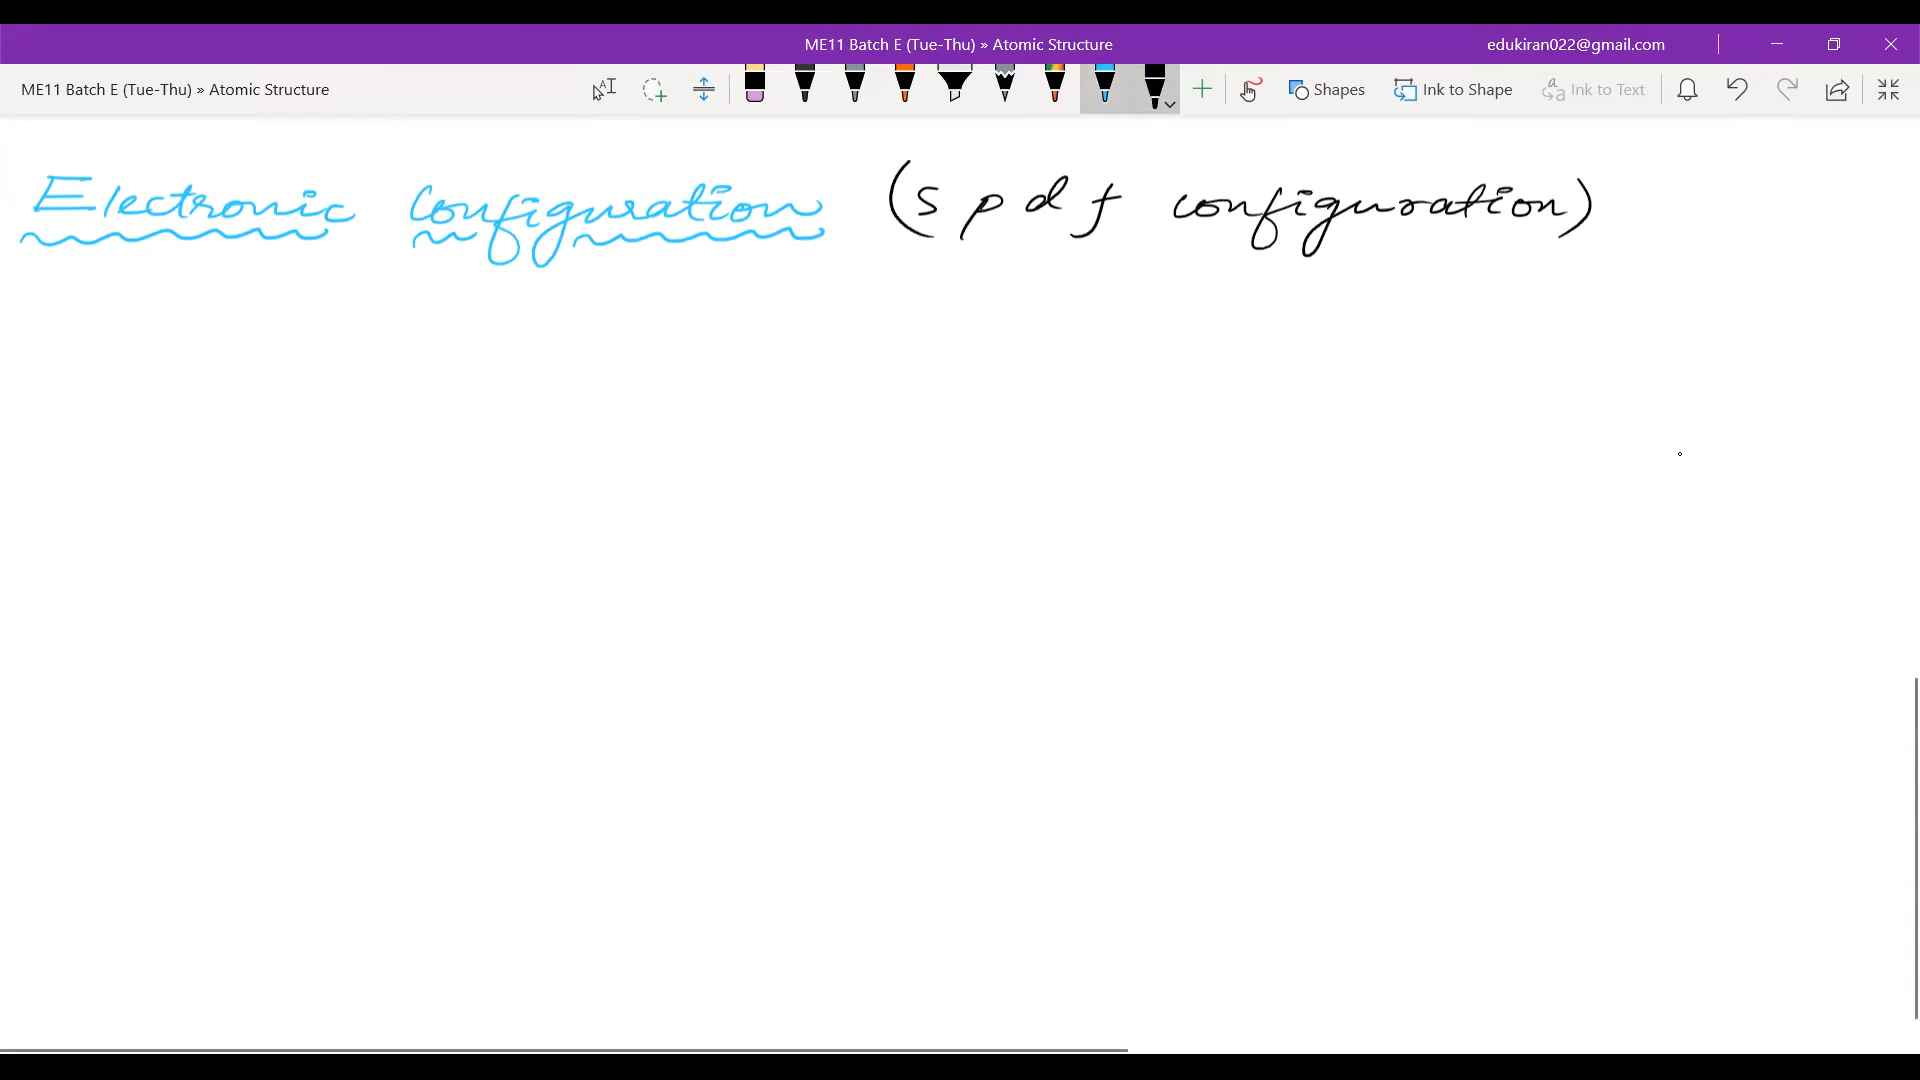 ME11 Batch E (Tue-Thu) » Atomic Structure
edukiran022@gmail.com
ME11 Batch E (Tue-Thu) » Atomic Structure
Shapes
Ink to Shape
Ink to Text
Electronic Configuration (s p d f configuration)